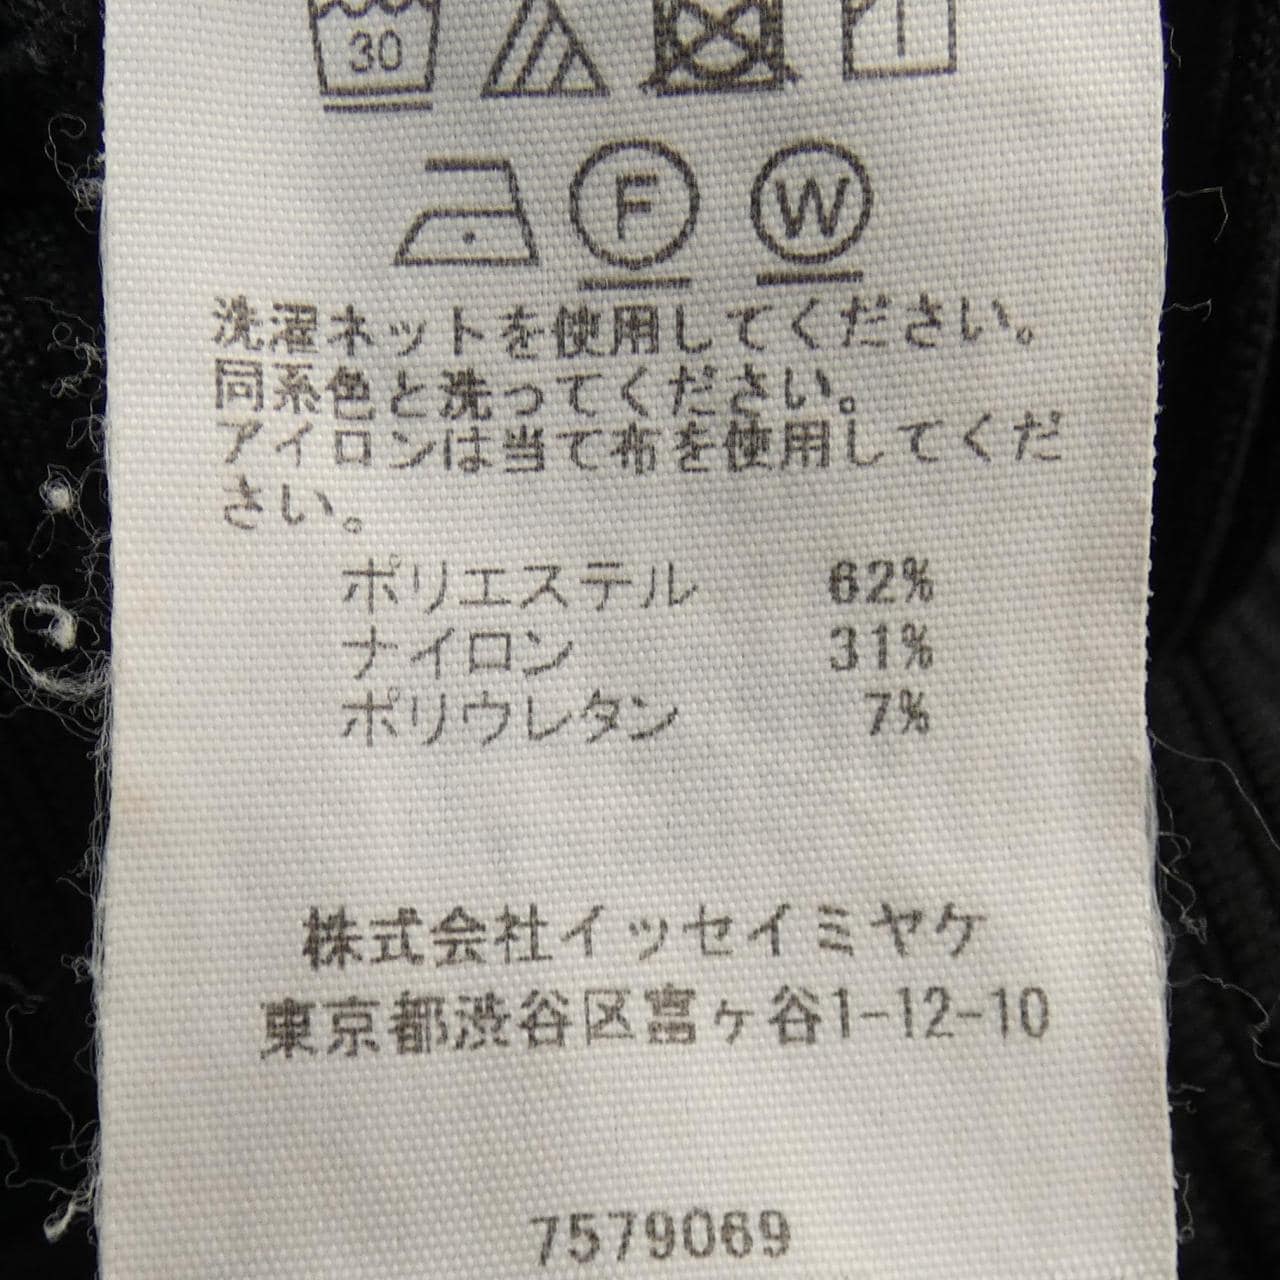 30
F W
洗濯ネットを使用してください。
同系色と洗ってください。
アイロンは当て布を使用してくだ
さい。
ポリエステル 62%
ナイロン 31%
ポリウレタン 7%
株式会社イッセイミヤケ
東京都渋谷区富ヶ谷1-12-10
7579069